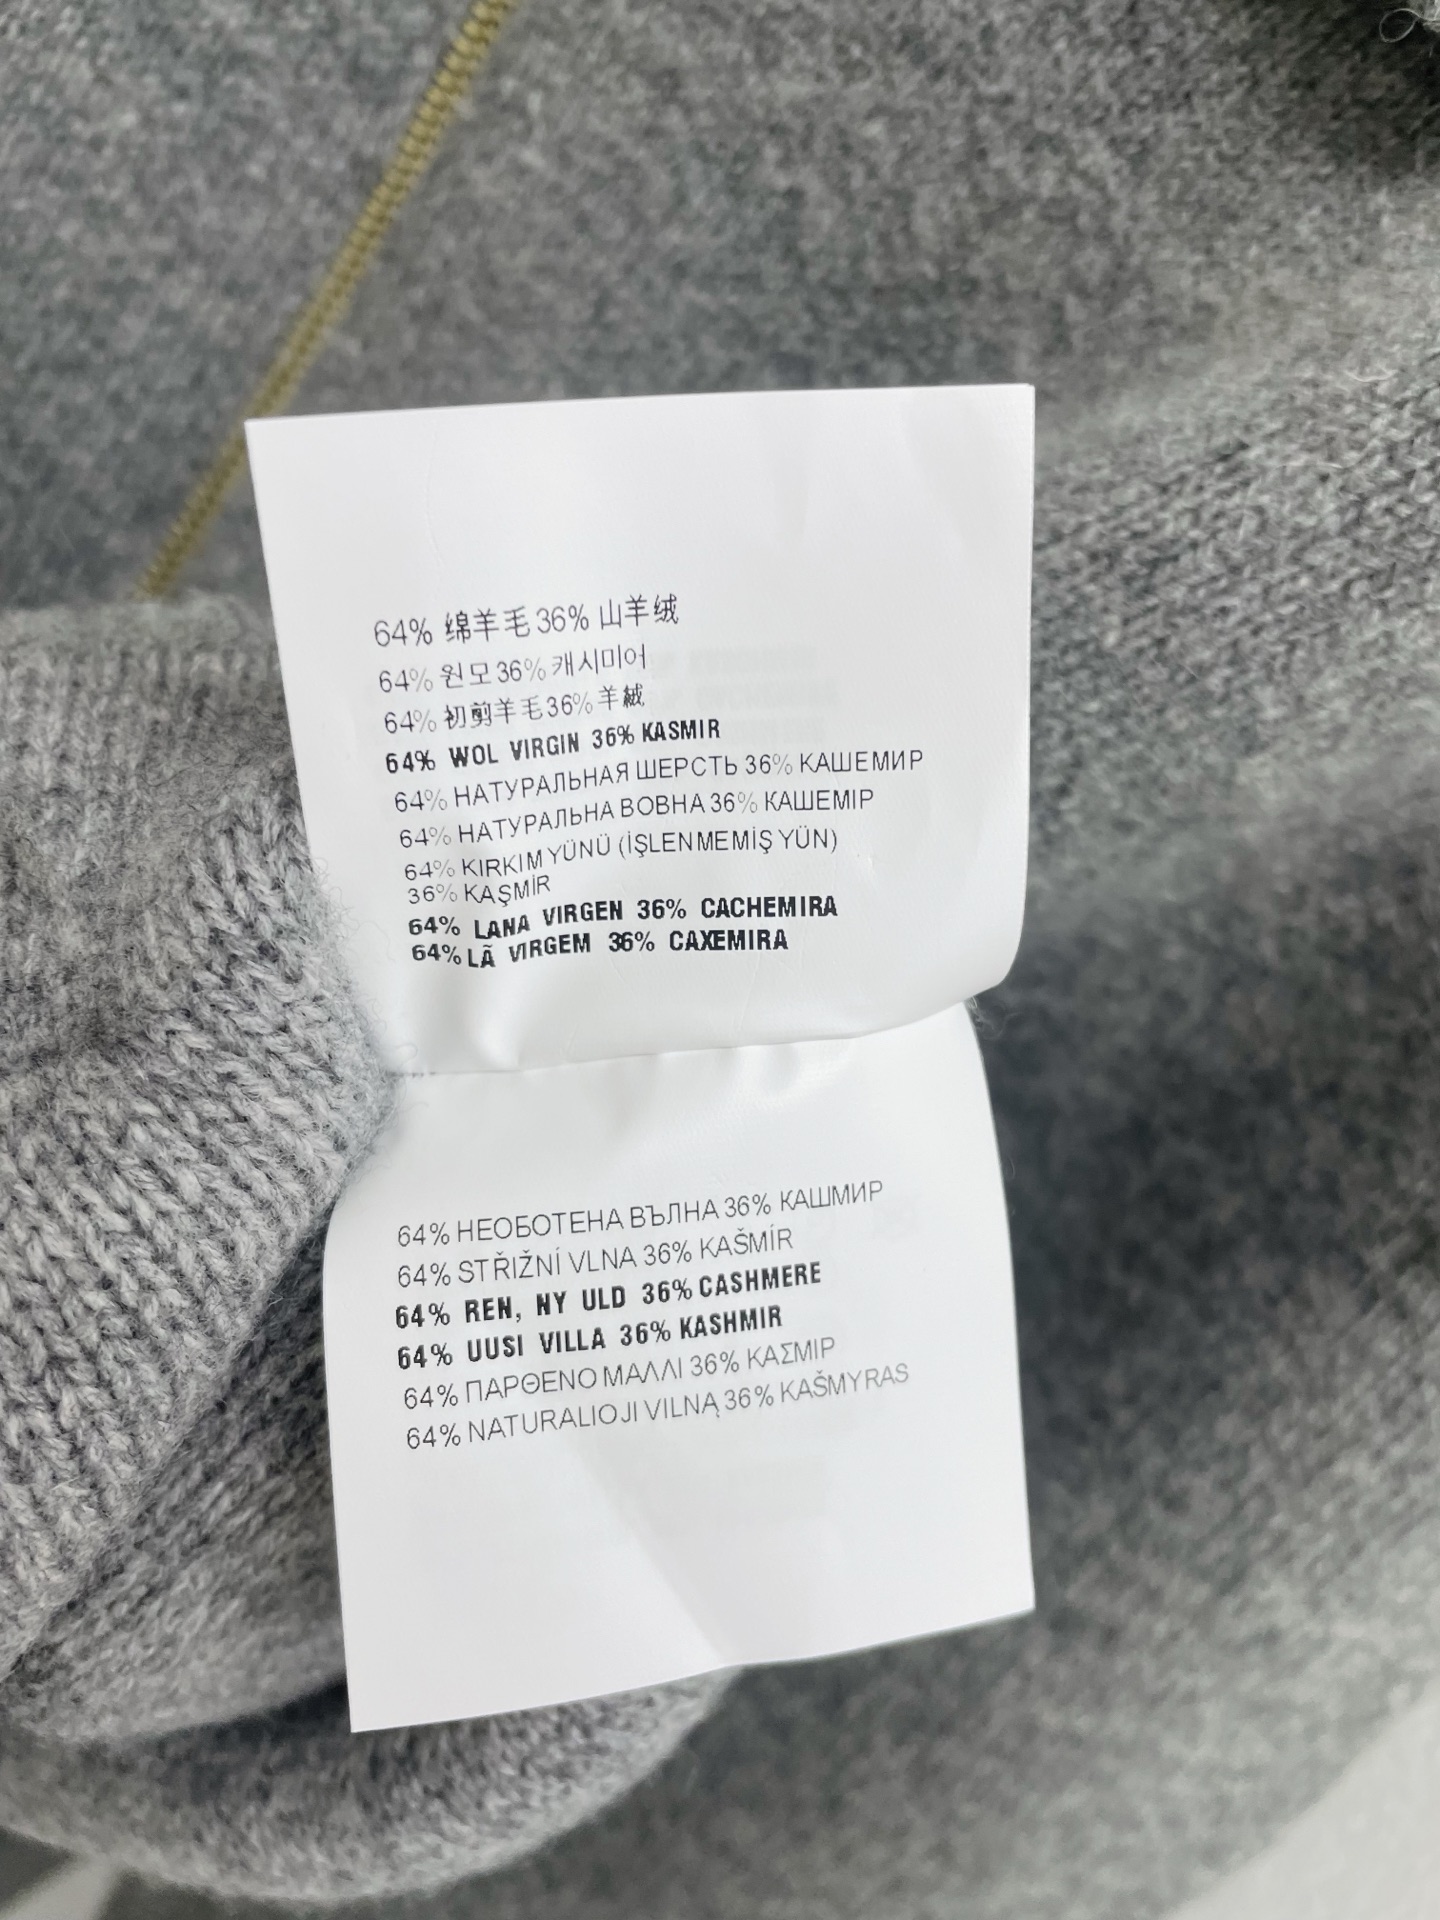 64% 绵羊毛 36% 山羊绒
64% 원모 36% 캐시미어
64% 初剪羊毛 36% 羊絨
64% WOL VIRGIN 36% KASMIR
64% НАТУРАЛЬНАЯ ШЕРСТЬ 36% КАШЕМИР
64% НАТУРАЛЬНА ВОВНА 36% КАШЕМІР
64% KIRKIM YÜNÜ (İŞLENMEMİŞ YÜN)
36% KAŞMİR
64% LANA VIRGEN 36% CACHEMIRA
64% LÃ VIRGEM 36% CAXEMIRA
64% НЕОБОТЕНА ВЪЛНА 36% КАШМИР
64% STŘIŽNÍ VLNA 36% KAŠMÍR
64% REN, NY ULD 36% CASHMERE
64% UUSI VILLA 36% KASHMIR
64% ΠΑΡΘΕΝΟ ΜΑΛΛΙ 36% ΚΑΣΜΙΡ
64% NATURALIOJI VILNĄ 36% KAŠMYRAS